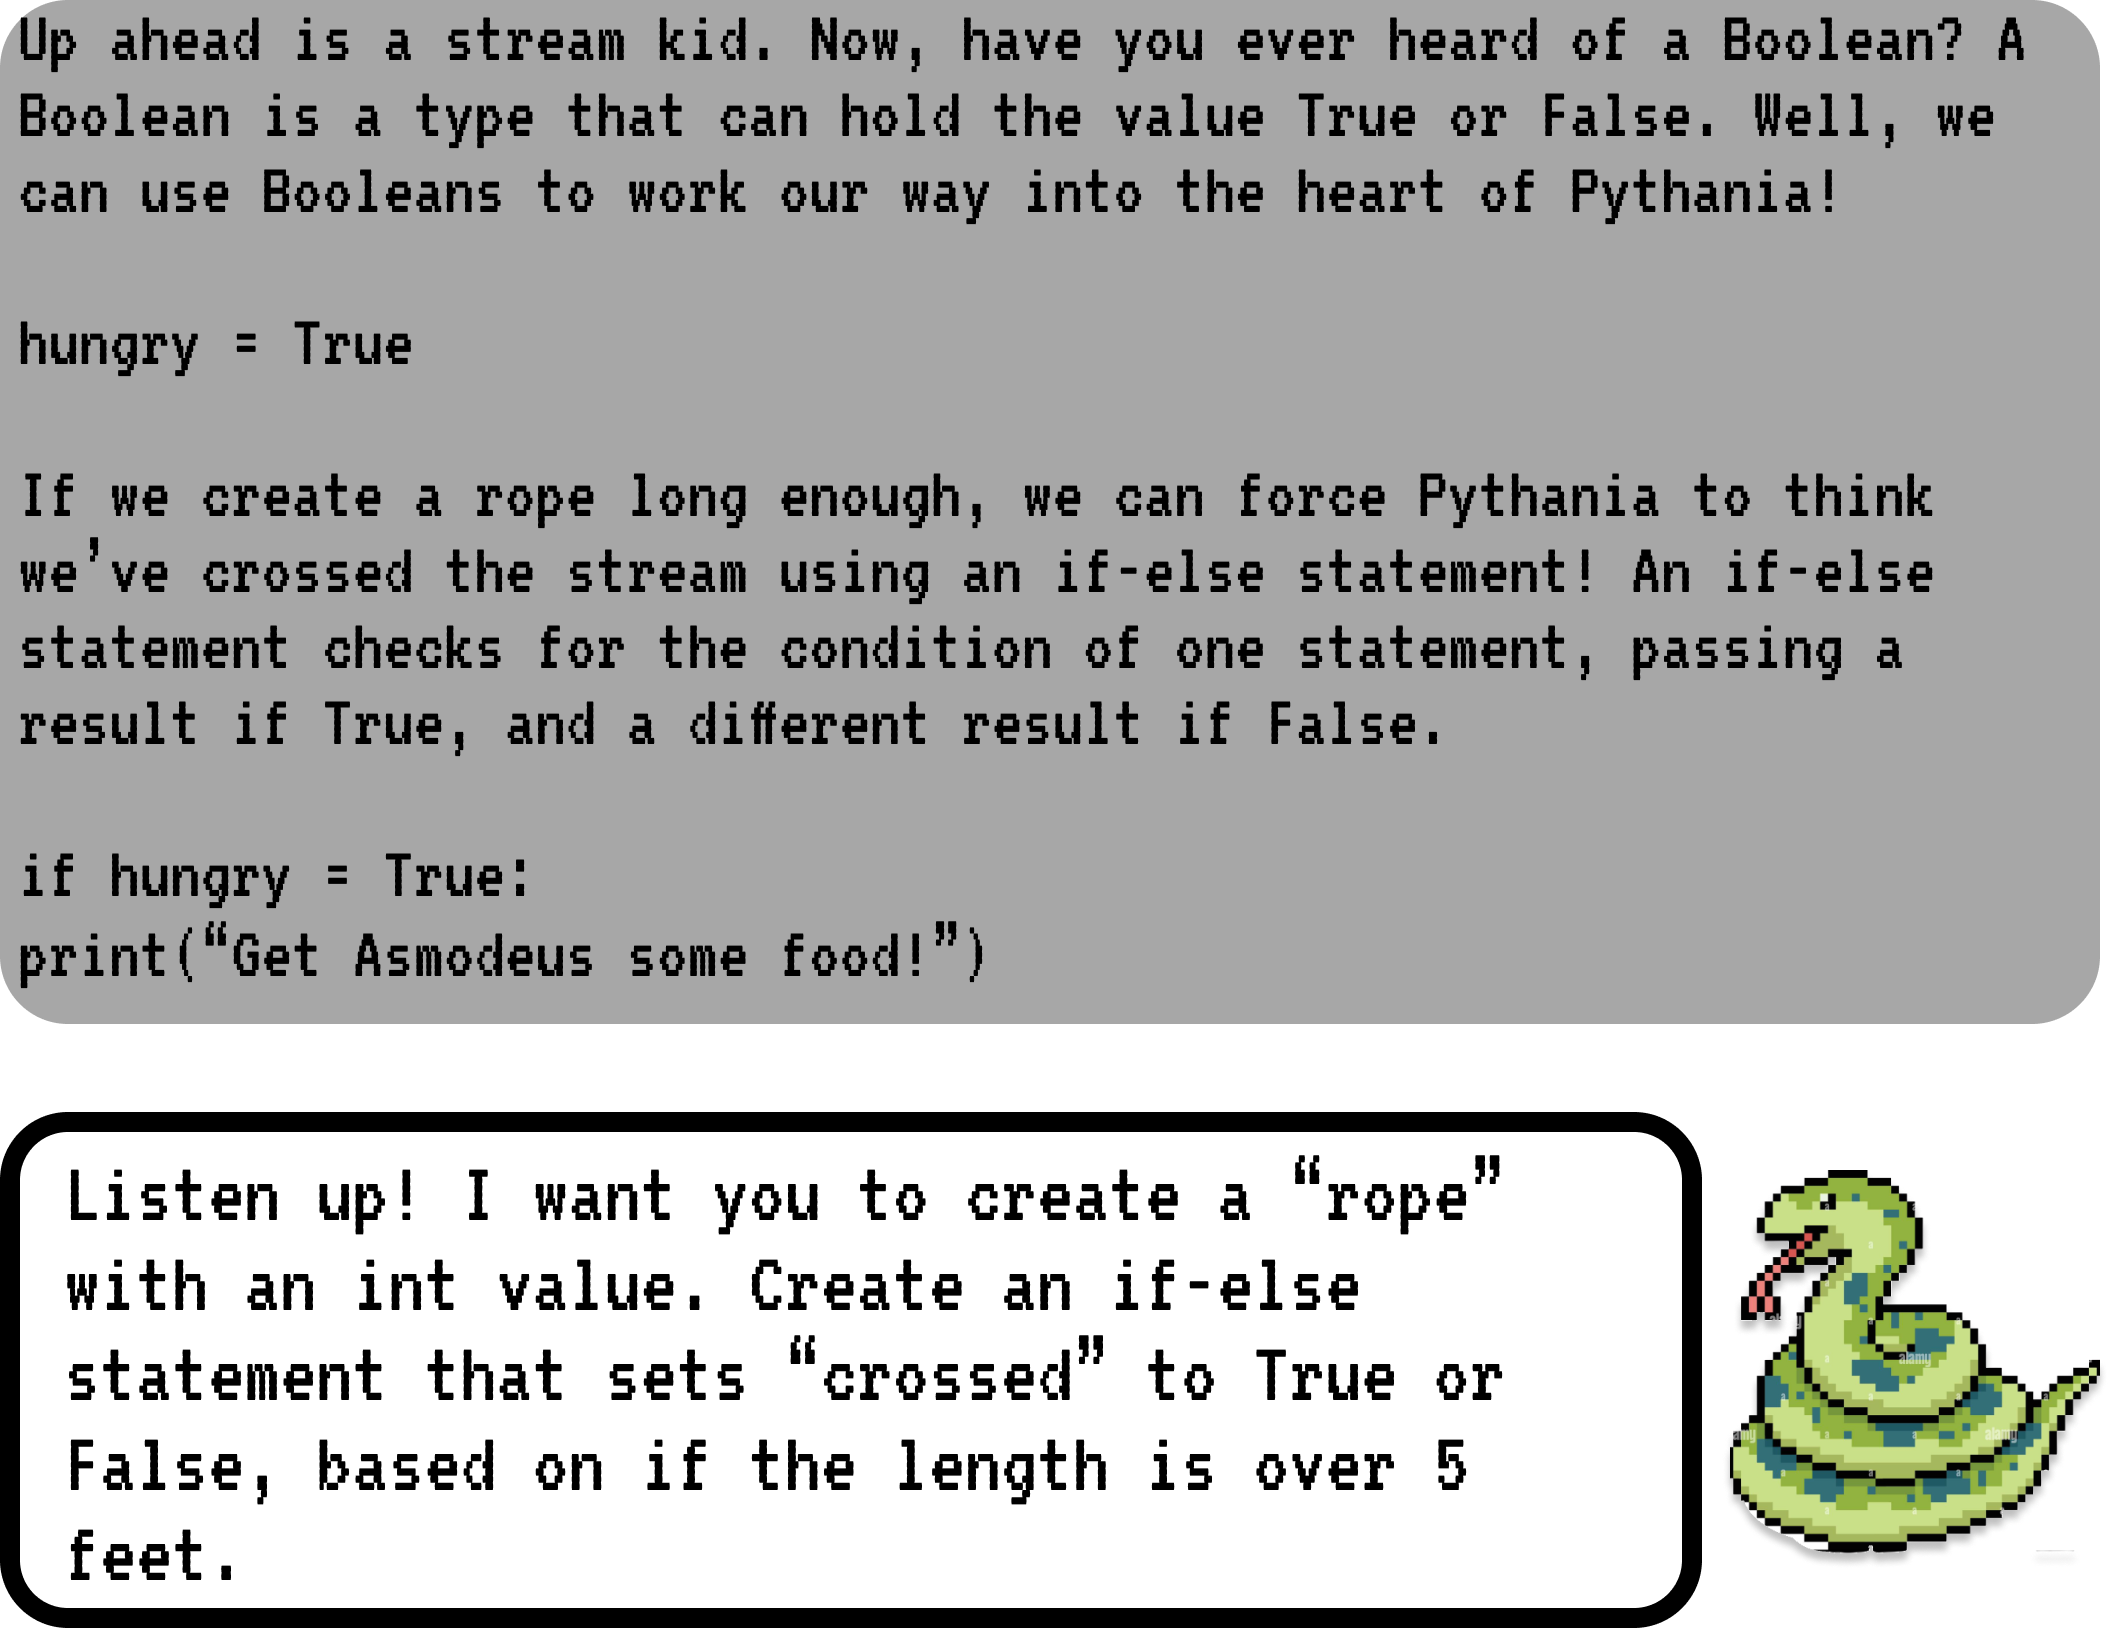 Up ahead is a stream kid. Now, have you ever heard of a Boolean? A
Boolean is a type that can hold the value True or False. Well, we
can use Booleans to work our way into the heart of Pythania!
hungry = True
If we create a rope long enough, we can force Pythania to think
we’ve crossed the stream using an if-else statement! An if-else
statement checks for the condition of one statement, passing a
result if True, and a different result if False.
if hungry = True:
print(“Get Asmodeus some food!”)
Listen up! I want you to create a “rope”
with an int value. Create an if-else
statement that sets “crossed” to True or
False, based on if the length is over 5
feet.
alamy
alamy